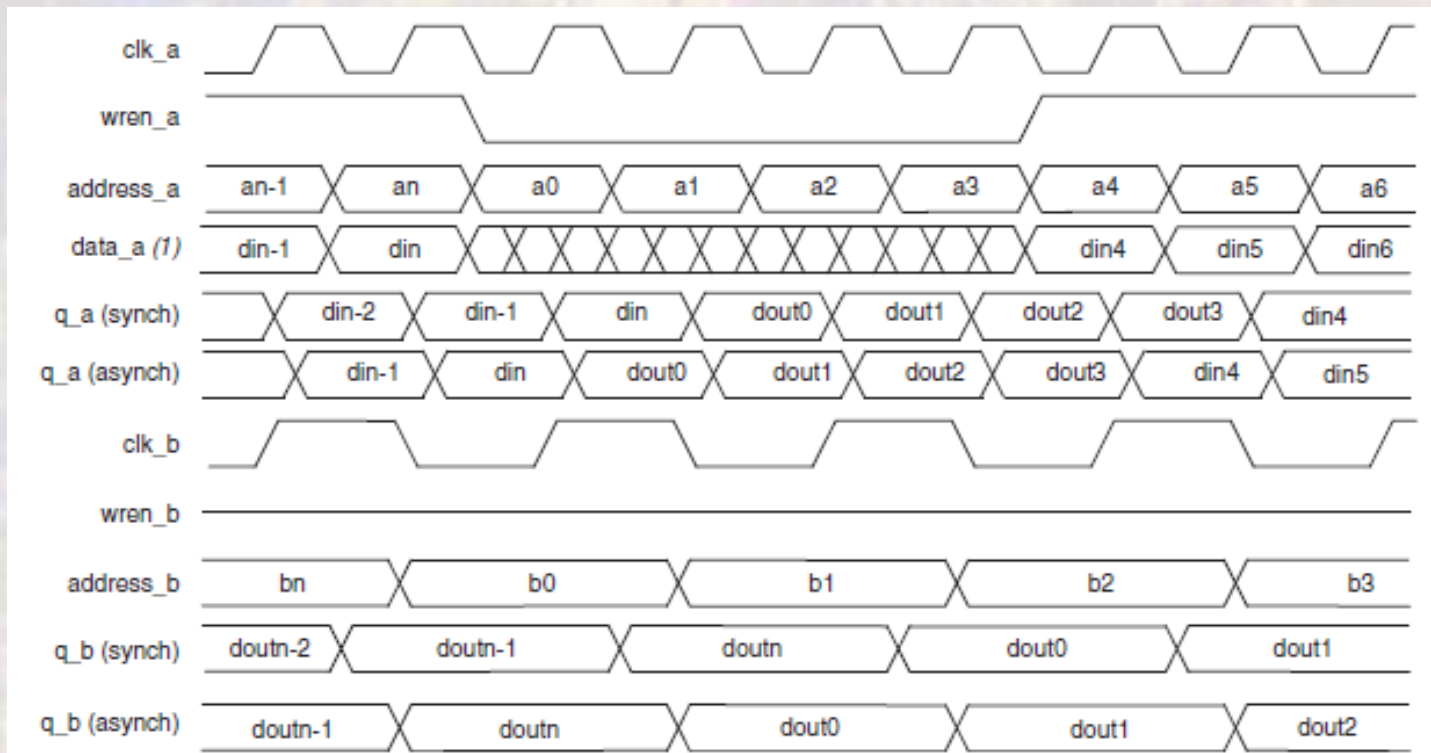 clk_a
wren_a
address_a an-1 an a0 a1 a2 a3 a4 a5 a6
data_a (1) din-1 din din4 din5 din6
q_a (synch) din-2 din-1 din dout0 dout1 dout2 dout3 din4
q_a (asynch) din-1 din dout0 dout1 dout2 dout3 din4 din5
clk_b
wren_b
address_b bn b0 b1 b2 b3
q_b (synch) doutn-2 doutn-1 doutn dout0 dout1
q_b (asynch) doutn-1 doutn dout0 dout1 dout2